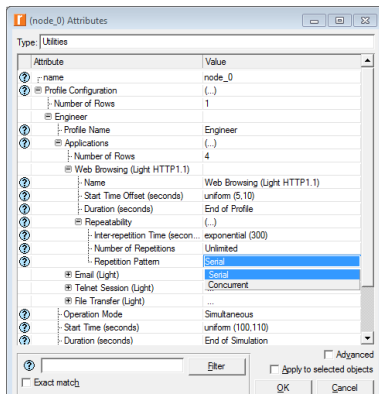 (node_0) Attributes
Type: Utilities
Attribute Value
name node_0
Profile Configuration (...)
Number of Rows 1
Engineer
Profile Name Engineer
Applications (...)
Number of Rows 4
Web Browsing (Light HTTP1.1)
Name Web Browsing (Light HTTP1.1)
Start Time Offset (seconds) uniform (5,10)
Duration (seconds) End of Profile
Repeatability (...)
Inter-repetition Time (secon... exponential (300)
Number of Repetitions Unlimited
Repetition Pattern Serial
Serial
Email (Light)
Concurrent
Telnet Session (Light) ...
File Transfer (Light) ...
Operation Mode Simultaneous
Start Time (seconds) uniform (100,110)
Duration (seconds) End of Simulation
Advanced
Filter Apply to selected objects
Exact match
OK Cancel